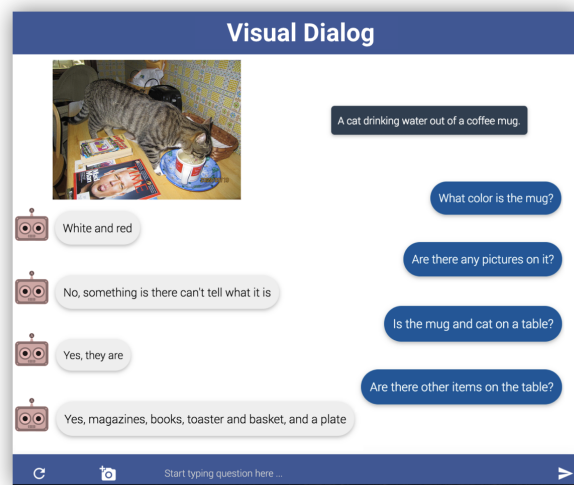 Visual Dialog
A cat drinking water out of a coffee mug.
What color is the mug?
White and red
Are there any pictures on it?
No, something is there can't tell what it is
Is the mug and cat on a table?
Yes, they are
Are there other items on the table?
Yes, magazines, books, toaster and basket, and a plate
Start typing question here ...